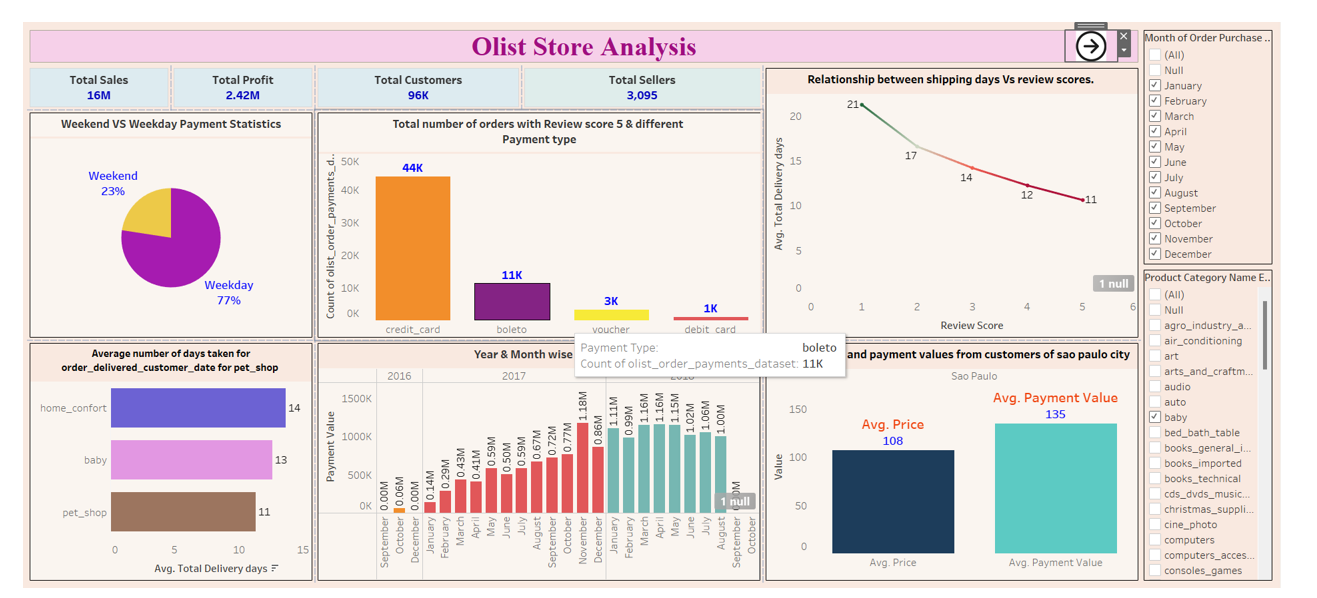 Olist Store Analysis
Total Sales
16M
Total Profit
2.42M
Total Customers
96K
Total Sellers
3,095
Weekend VS Weekday Payment Statistics
Weekend
23%
Weekday
77%
Total number of orders with Review score 5 & different
Payment type
Count of olist_order_payments_d..
50K
40K
30K
20K
10K
0K
44K
11K
3K
1K
credit_card
boleto
voucher
debit_card
Payment Type: boleto
Count of olist_order_payments_dataset: 11K
Relationship between shipping days Vs review scores.
Avg. Total Delivery days
20
15
10
5
0
21
17
14
12
11
1 null
0 1 2 3 4 5 6
Review Score
Average number of days taken for
order_delivered_customer_date for pet_shop
home_confort 14
baby 13
pet_shop 11
0 5 10 15
Avg. Total Delivery days
Year & Month wise
2016 2017
Payment Value
1500K
1000K
500K
0K
0.00M 0.06M 0.00M 0.14M 0.29M 0.43M 0.41M 0.59M 0.50M 0.59M 0.67M 0.72M 0.77M 1.18M 0.86M 1.11M 0.99M 1.16M 1.16M 1.15M 1.02M 1.06M 1.00M
1 null
September October December January February March April May June July August September October November December January February March April May June July August September October
and payment values from customers of sao paulo city
Sao Paulo
Value
150
100
50
0
Avg. Price
108
Avg. Payment Value
135
Avg. Price Avg. Payment Value
Month of Order Purchase ..
(All)
Null
January
February
March
April
May
June
July
August
September
October
November
December
Product Category Name E..
(All)
Null
agro_industry_a...
air_conditioning
art
arts_and_craftm...
audio
auto
baby
bed_bath_table
books_general_i...
books_imported
books_technical
cds_dvds_music...
christmas_suppli...
cine_photo
computers
computers_acces...
consoles_games